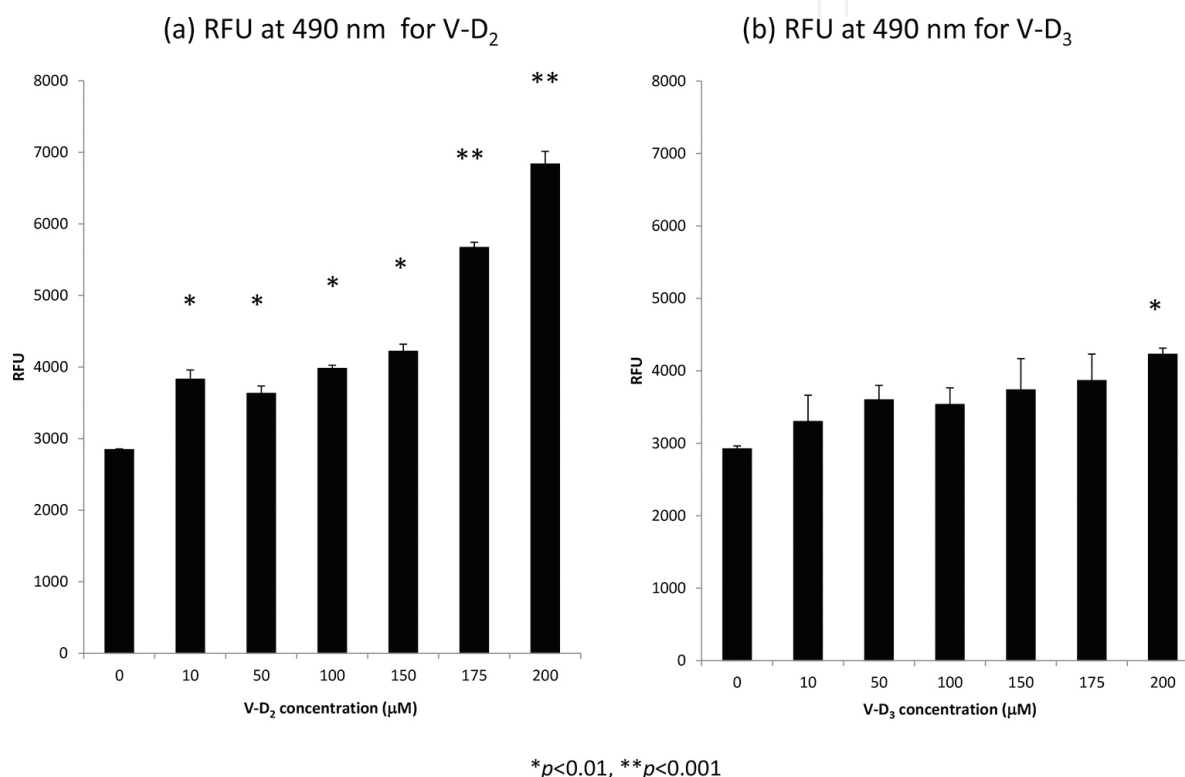 (a) RFU at 490 nm for V-D₂
8000
7000
6000
5000
4000
3000
2000
1000
0
RFU
*
*
*
*
**
**
0 10 50 100 150 175 200
V-D₂ concentration (μM)
(b) RFU at 490 nm for V-D₃
8000
7000
6000
5000
4000
3000
2000
1000
0
RFU
*
0 10 50 100 150 175 200
V-D₃ concentration (μM)
*p<0.01, **p<0.001